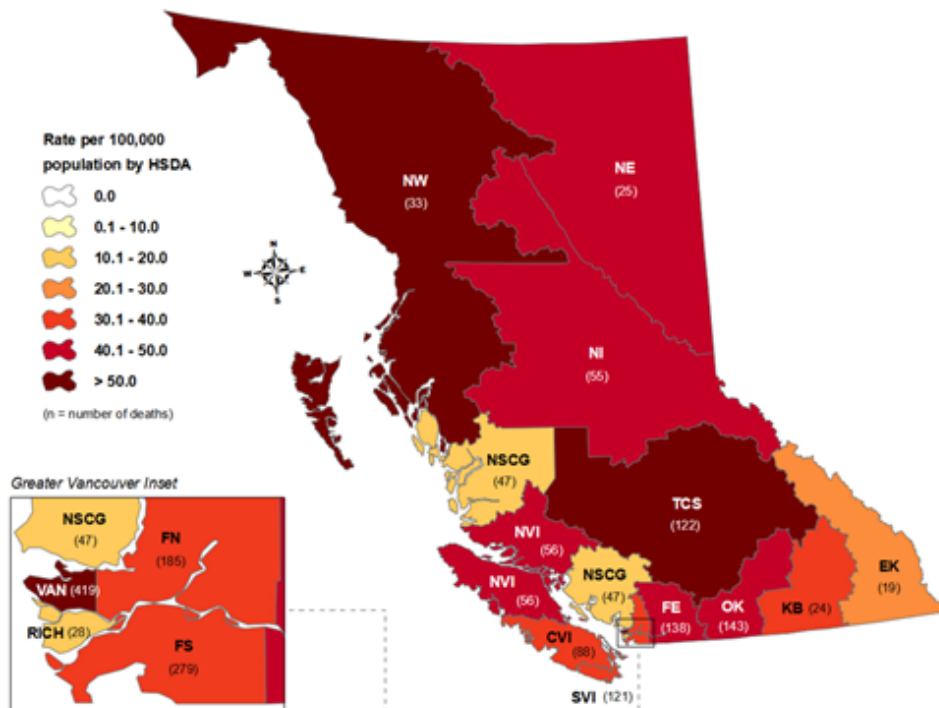 Rate per 100,000
population by HSDA
0.0
0.1 - 10.0
10.1 - 20.0
20.1 - 30.0
30.1 - 40.0
40.1 - 50.0
> 50.0
(n = number of deaths)
N
W E
S
NW
(33)
NE
(25)
NI
(55)
NSCG
(47)
TCS
(122)
NVI
(56)
NVI
(56)
NSCG
(47)
FE
(138)
OK
(143)
KB (24)
EK
(19)
CVI
(88)
SVI (121)
Greater Vancouver Inset
NSCG
(47)
FN
(185)
VAN (419)
RICH (28)
FS
(279)